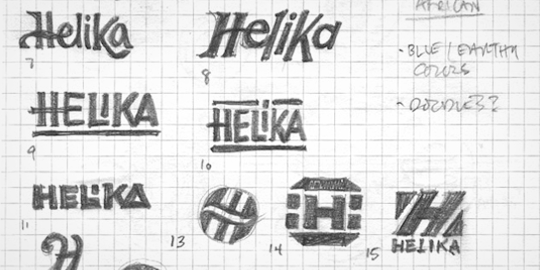 Helika
7
Helika
8
AFRICAN
- BLUE / EARTHY
COLORS
- DOODLES?
HELIKA
9
HELIKA
10
HELIKA
11
13
H
14
H
HELIKA
15
H